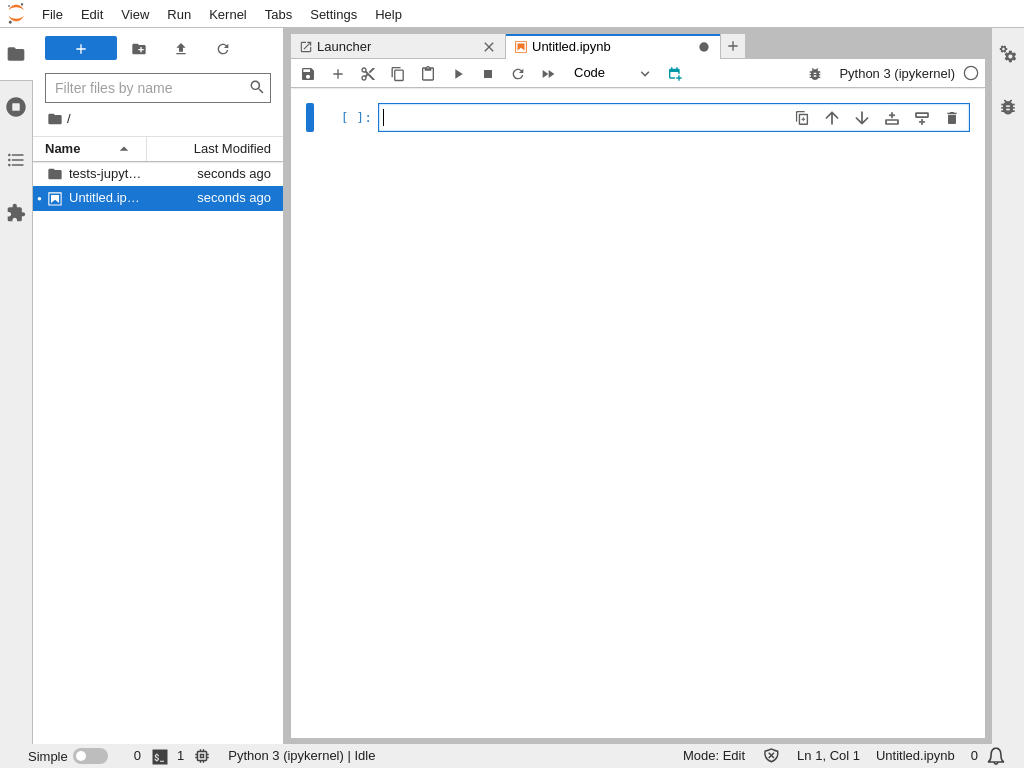 File Edit View Run Kernel Tabs Settings Help
Launcher
Untitled.ipynb
Code
Python 3 (ipykernel)
Filter files by name
/
Name Last Modified
tests-jupyt… seconds ago
Untitled.ip… seconds ago
[ ]:
Simple 0 $_ 1 Python 3 (ipykernel) | Idle Mode: Edit Ln 1, Col 1 Untitled.ipynb 0